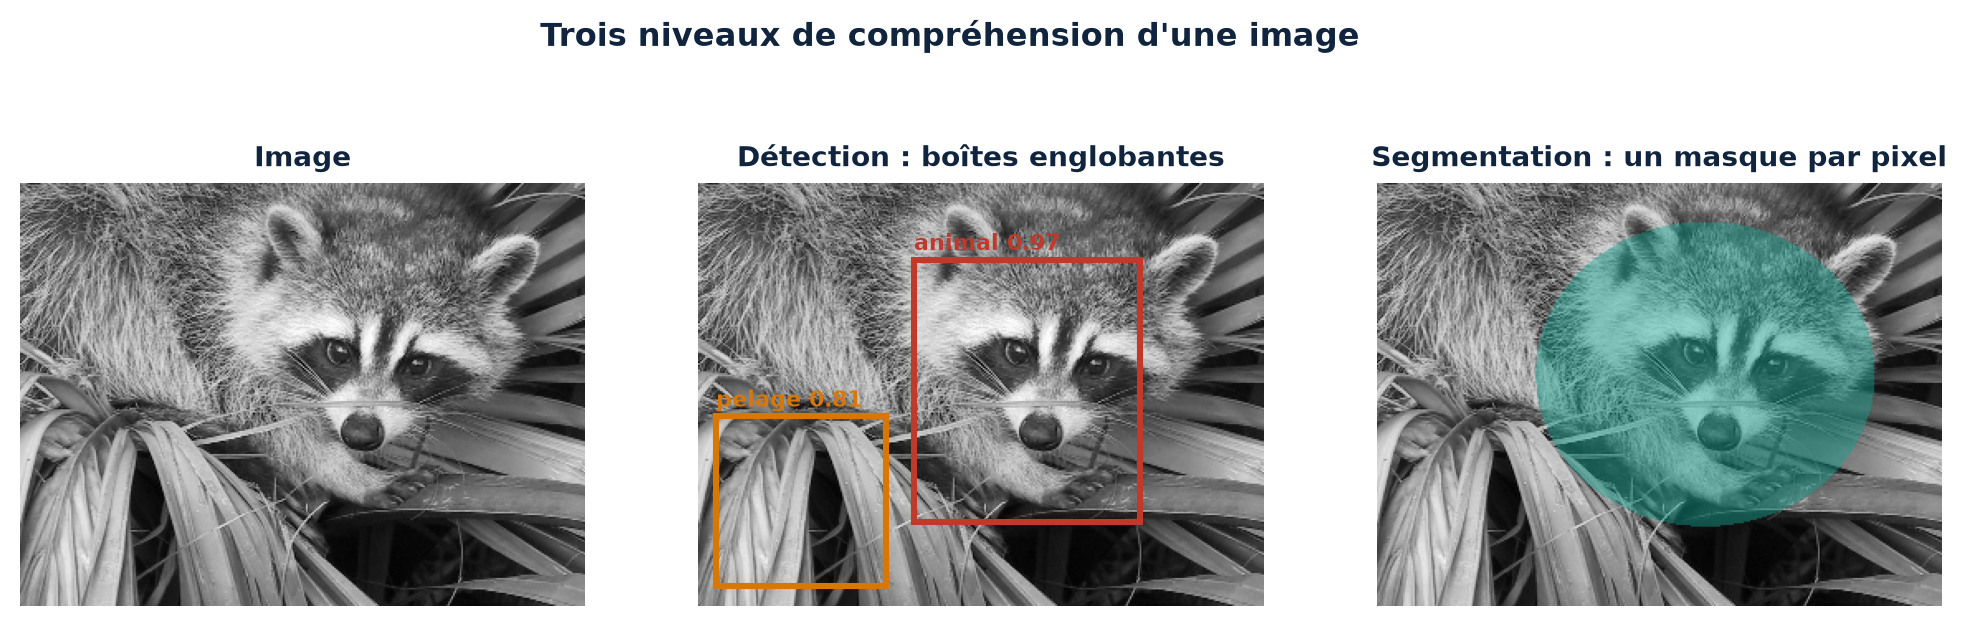 Trois niveaux de compréhension d'une image
Image
Détection : boîtes englobantes
Segmentation : un masque par pixel
animal 0.97
pelage 0.81